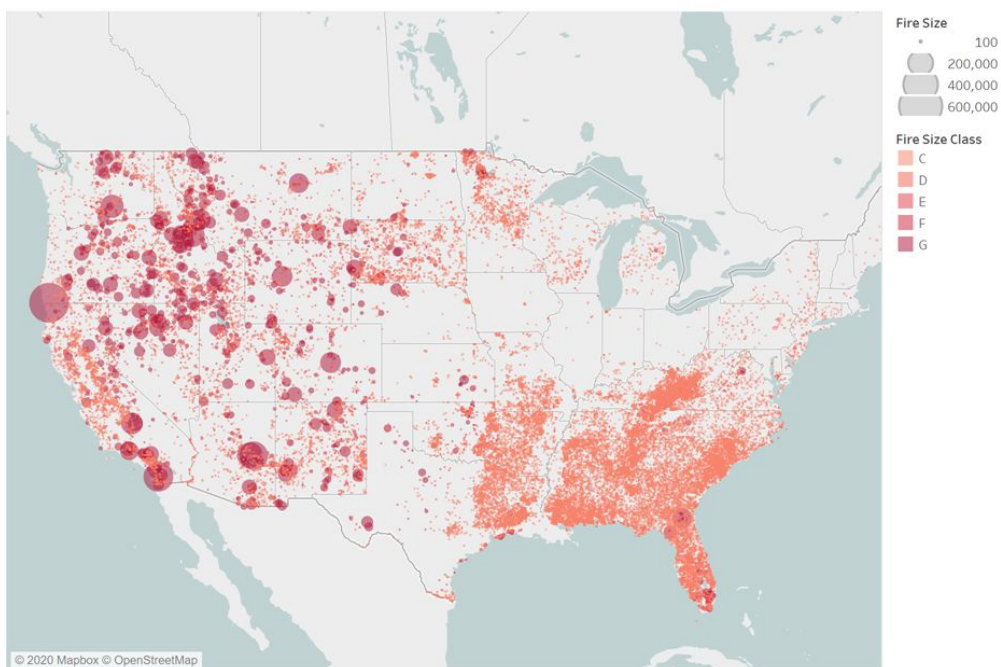 Fire Size
100
200,000
400,000
600,000
Fire Size Class
C
D
E
F
G
© 2020 Mapbox © OpenStreetMap